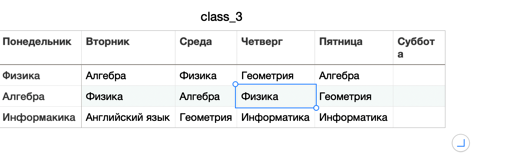 class_3
Понедельник Вторник Среда Четверг Пятница Суббот
а
Физика Алгебра Физика Геометрия Алгебра
Алгебра Физика Алгебра Физика Геометрия
Информакика Английский язык Геометрия Информатика Информатика